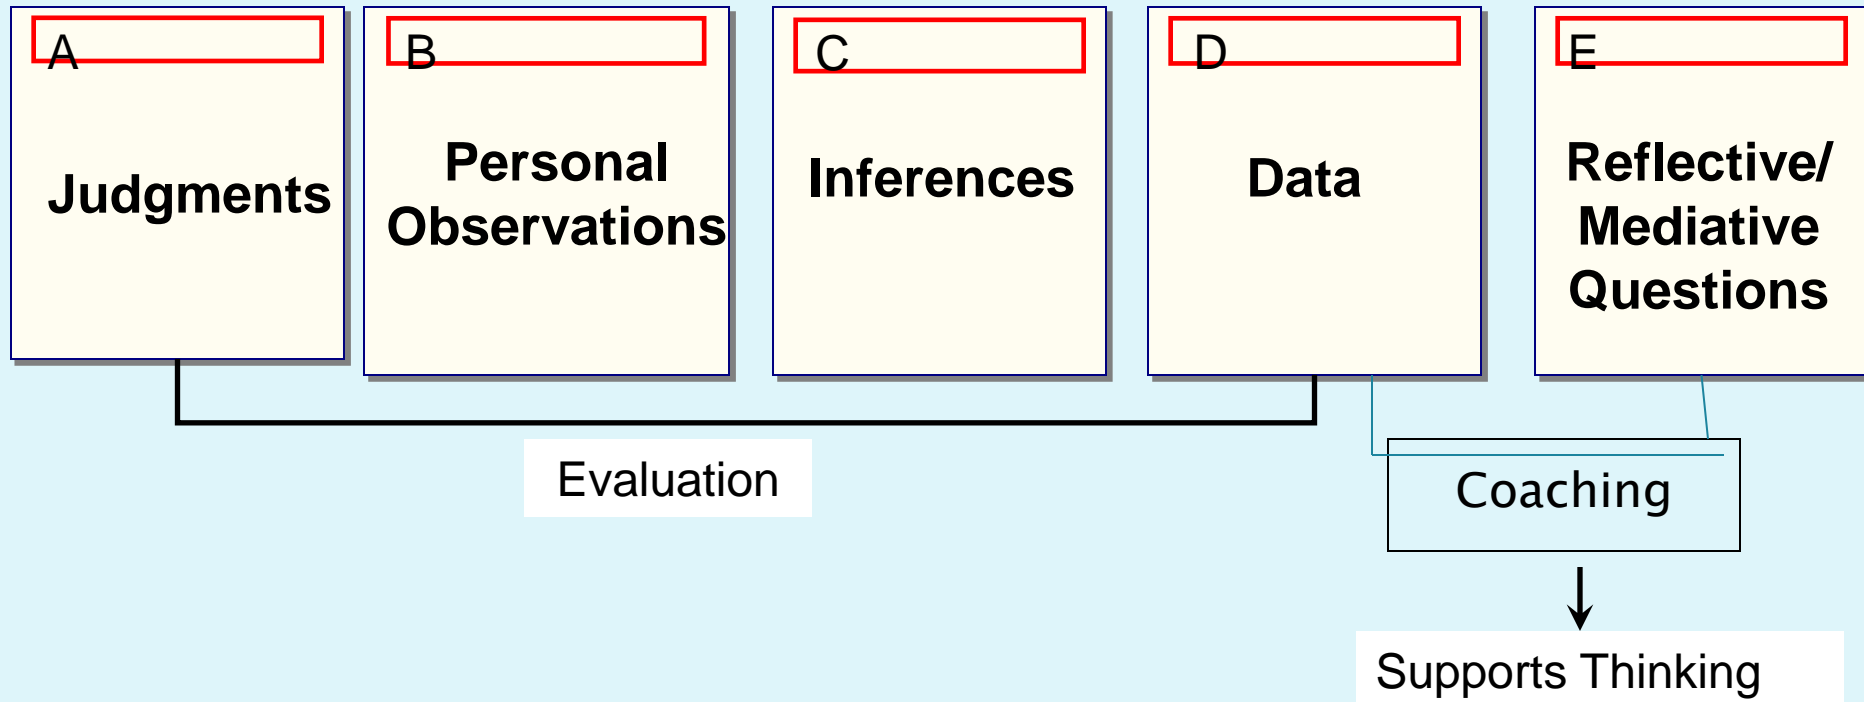 A
Judgments
B
Personal
Observations
C
Inferences
D
Data
E
Reflective/
Mediative
Questions
Evaluation
Coaching
Supports Thinking